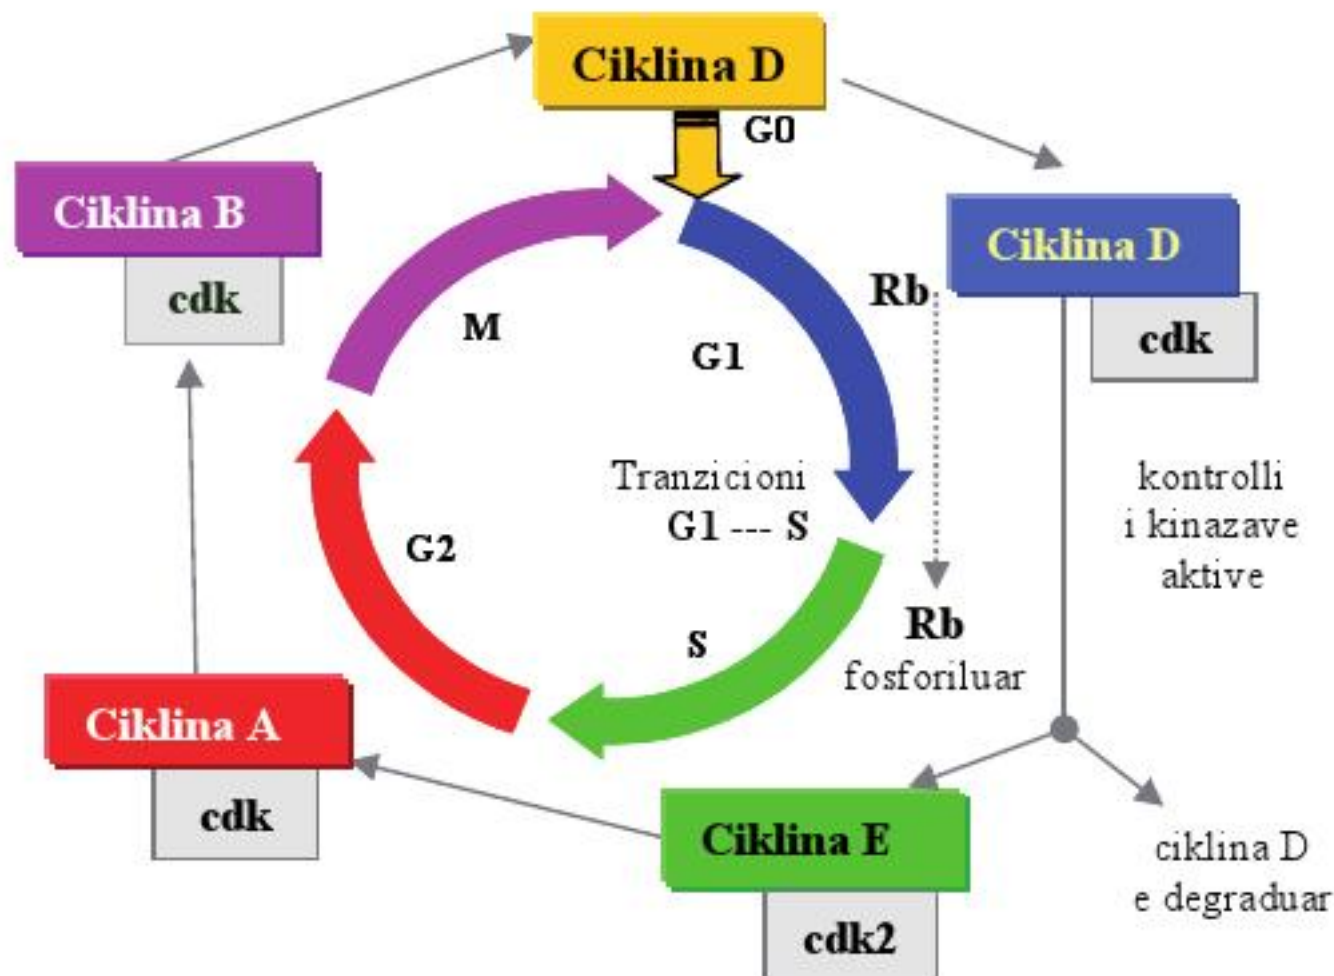 Ciklina D
G0
Ciklina B
cdk
Ciklina D
cdk
Rb
M
G1
Tranzicioni
G1 --- S
kontrolli
i kinazave
aktive
G2
Rb
fosforiluar
S
Ciklina A
cdk
Ciklina E
cdk2
ciklina D
e degraduar